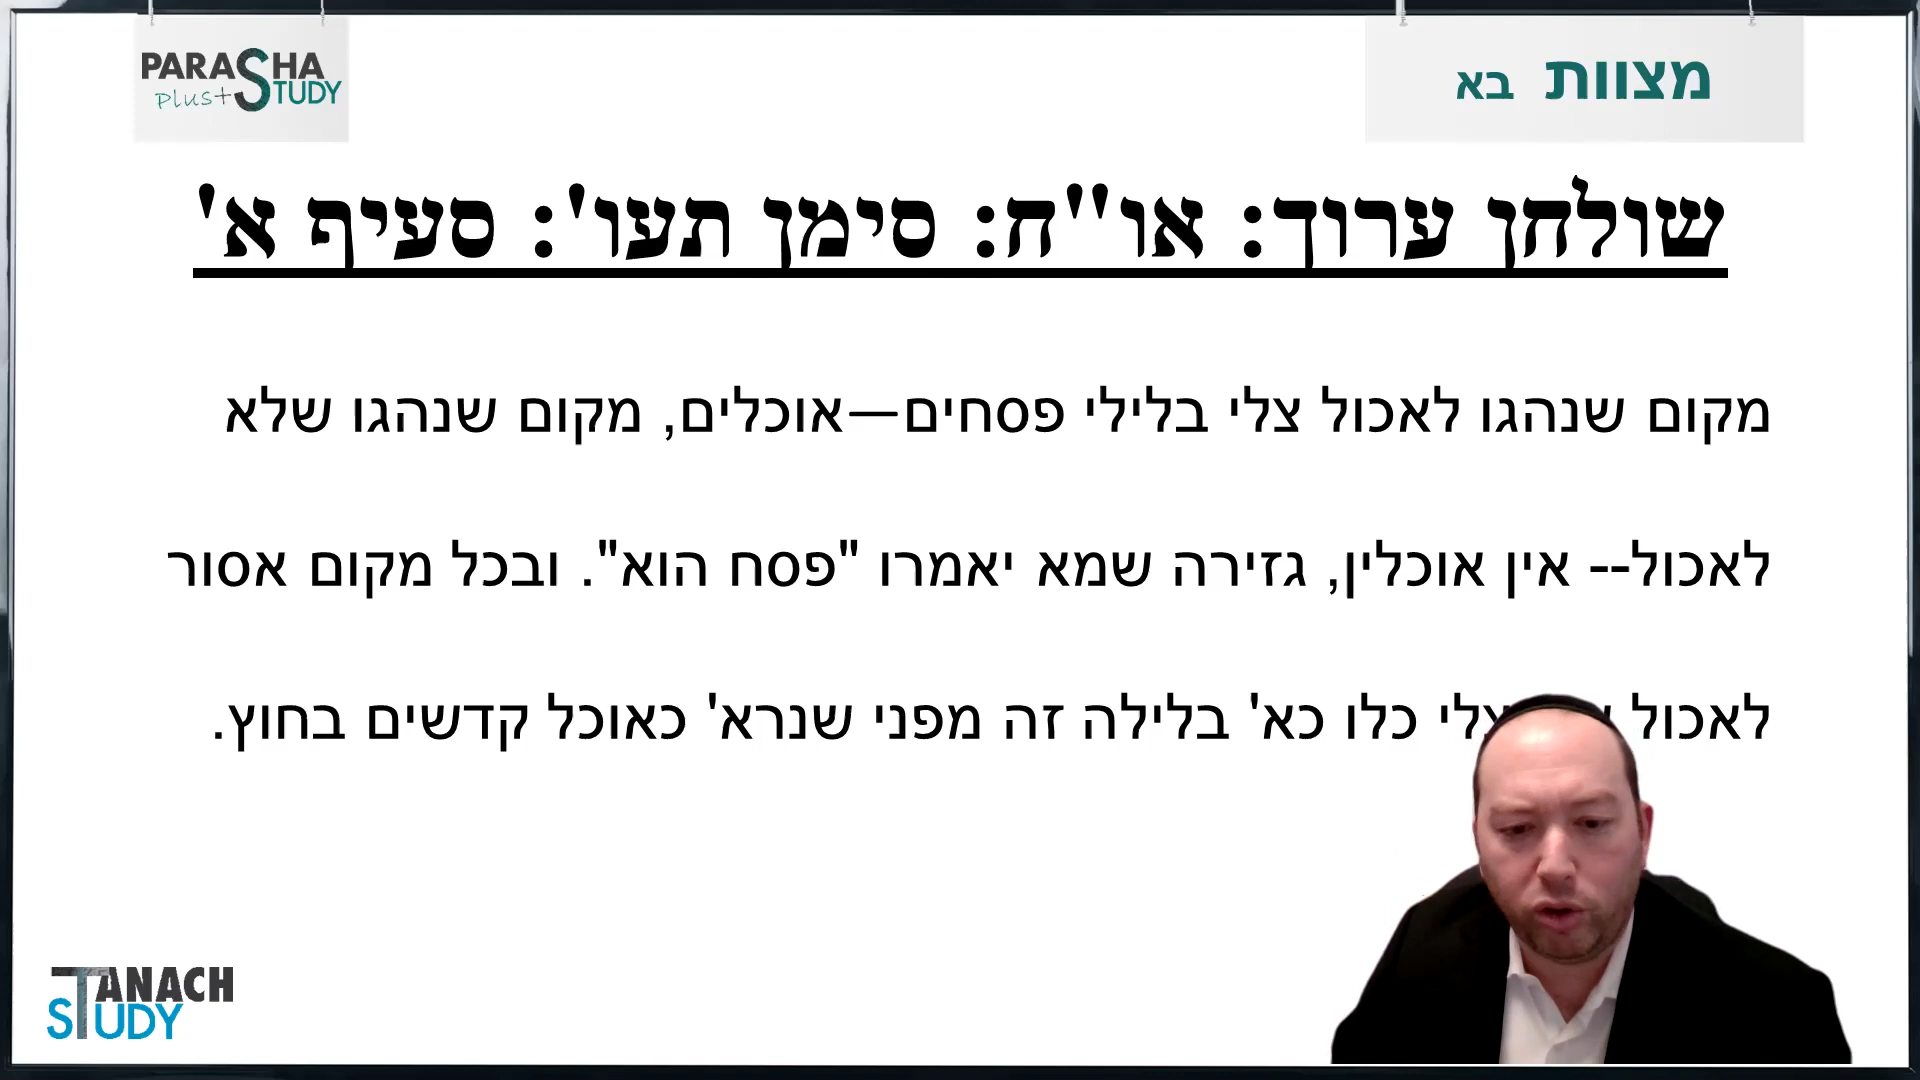 PARASHA
plus+ STUDY
מצוות בא
שולחן ערוך: או"ח: סימן תעו': סעיף א'
מקום שנהגו לאכול צלי בלילי פסחים—אוכלים, מקום שנהגו שלא
לאכול-- אין אוכלין, גזירה שמא יאמרו "פסח הוא". ובכל מקום אסור
לאכול צלי כלו כא' בלילה זה מפני שנרא' כאוכל קדשים בחוץ.
TANACH
STUDY